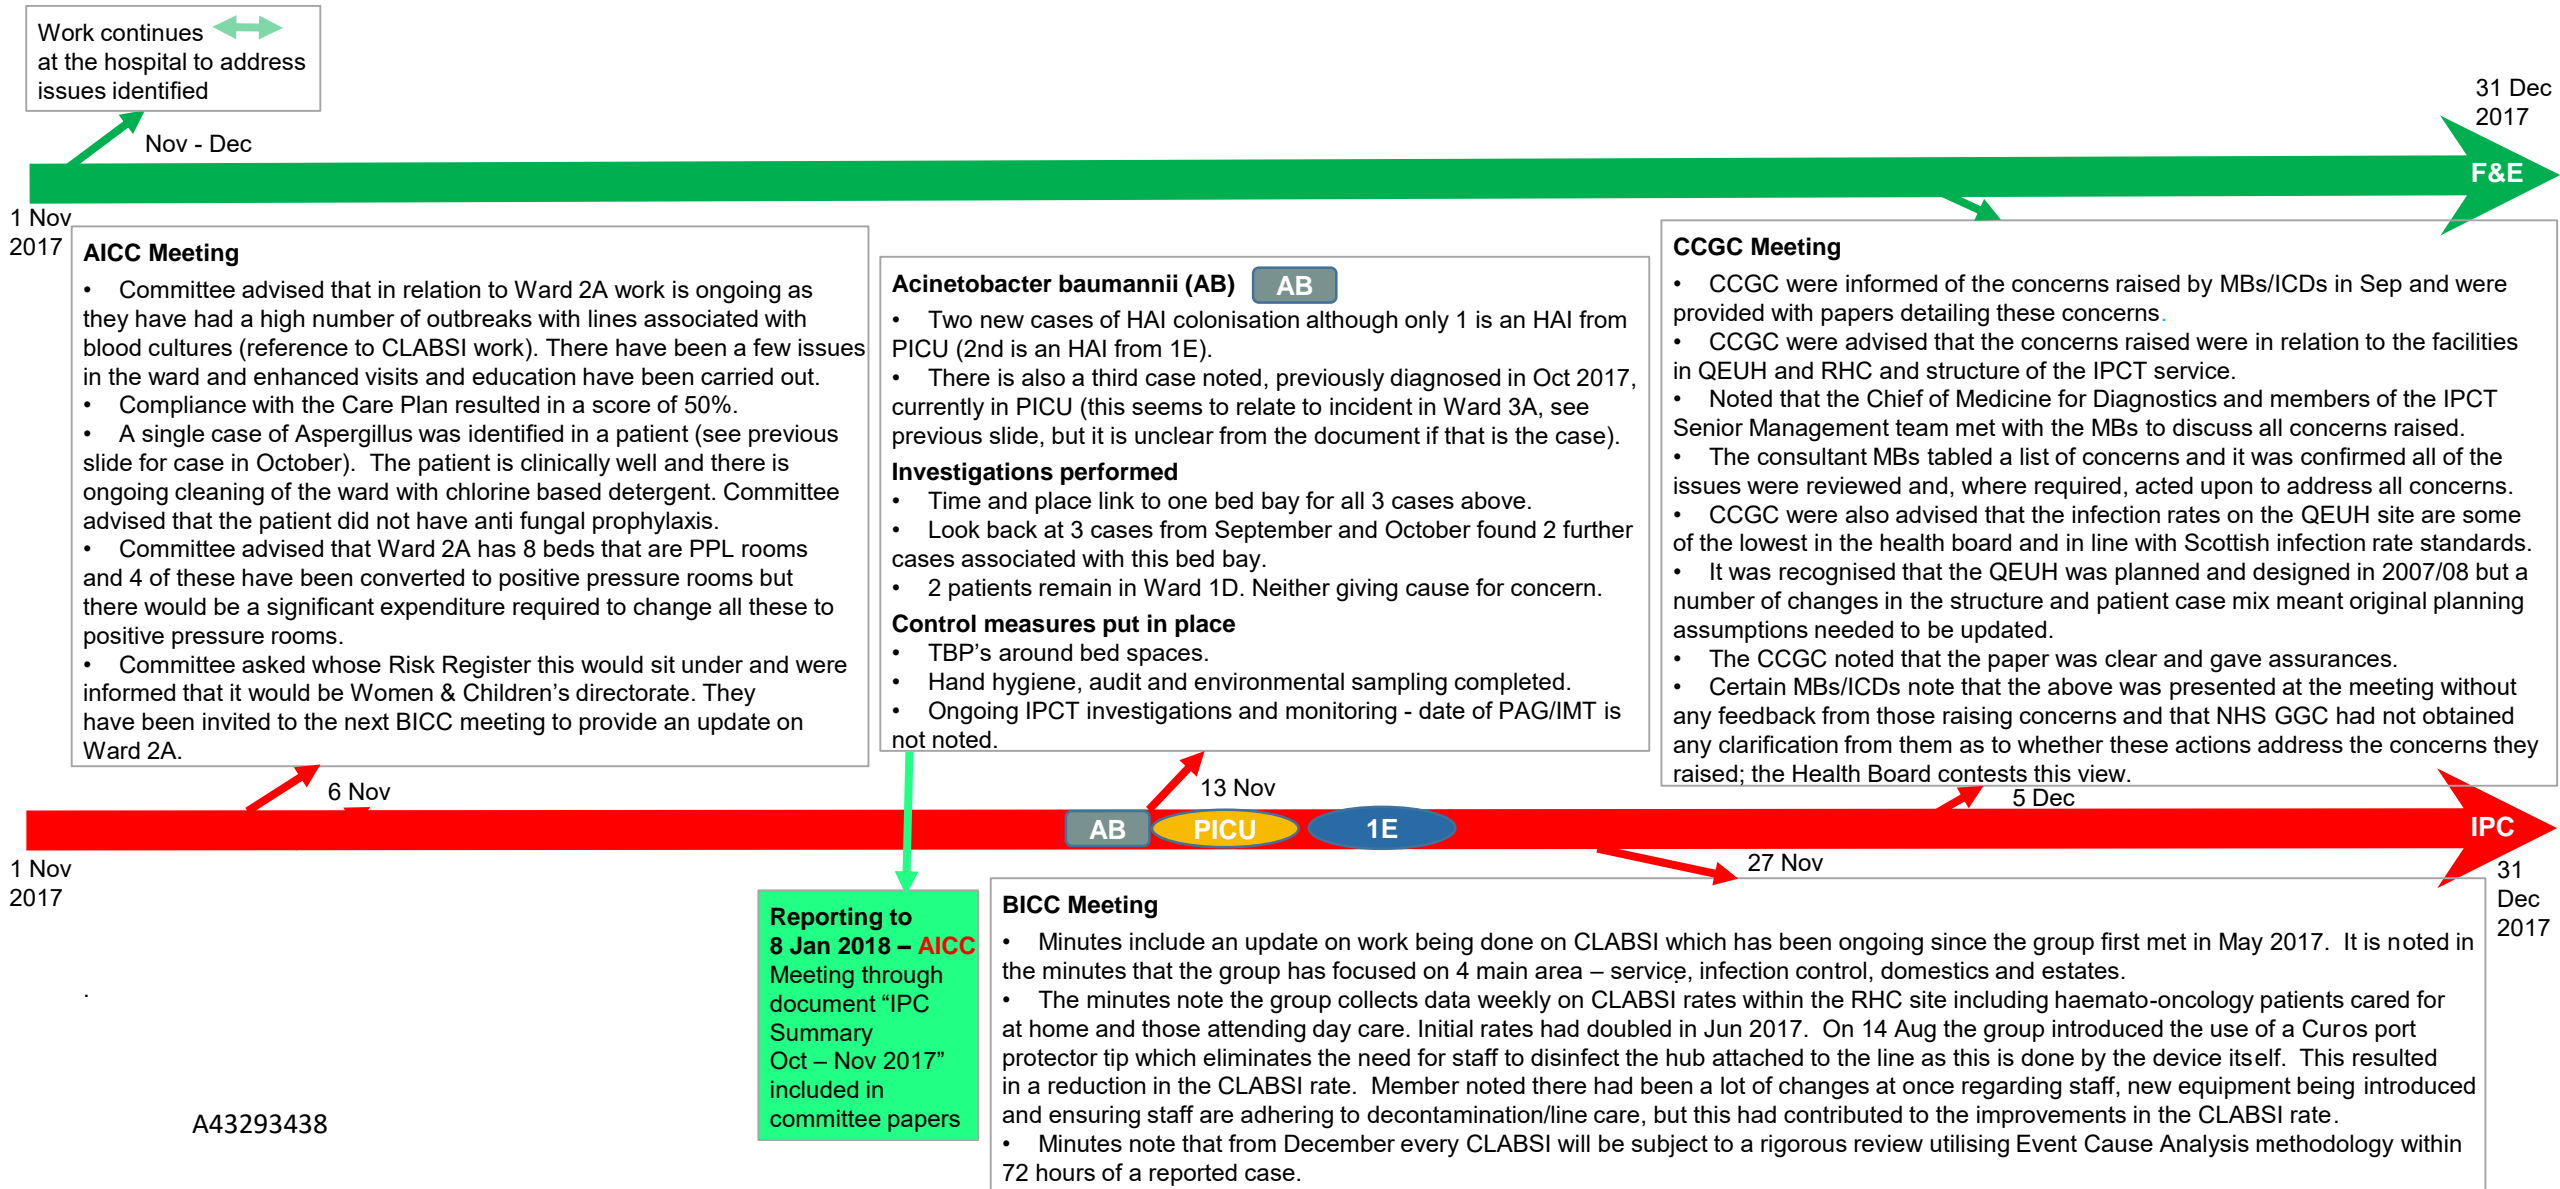 Work continues
at the hospital to address
issues identified
Nov - Dec
31 Dec
2017
F&E
1 Nov
2017
AICC Meeting
• Committee advised that in relation to Ward 2A work is ongoing as
they have had a high number of outbreaks with lines associated with
blood cultures (reference to CLABSI work). There have been a few issues
in the ward and enhanced visits and education have been carried out.
• Compliance with the Care Plan resulted in a score of 50%.
• A single case of Aspergillus was identified in a patient (see previous
slide for case in October). The patient is clinically well and there is
ongoing cleaning of the ward with chlorine based detergent. Committee
advised that the patient did not have anti fungal prophylaxis.
• Committee advised that Ward 2A has 8 beds that are PPL rooms
and 4 of these have been converted to positive pressure rooms but
there would be a significant expenditure required to change all these to
positive pressure rooms.
• Committee asked whose Risk Register this would sit under and were
informed that it would be Women & Children's directorate. They
have been invited to the next BICC meeting to provide an update on
Ward 2A.
6 Nov
Acinetobacter baumannii (AB) AB
• Two new cases of HAI colonisation although only 1 is an HAI from
PICU (2nd is an HAI from 1E).
• There is also a third case noted, previously diagnosed in Oct 2017,
currently in PICU (this seems to relate to incident in Ward 3A, see
previous slide, but it is unclear from the document if that is the case).
Investigations performed
• Time and place link to one bed bay for all 3 cases above.
• Look back at 3 cases from September and October found 2 further
cases associated with this bed bay.
• 2 patients remain in Ward 1D. Neither giving cause for concern.
Control measures put in place
• TBP's around bed spaces.
• Hand hygiene, audit and environmental sampling completed.
• Ongoing IPCT investigations and monitoring - date of PAG/IMT is
not noted.
13 Nov
CCGC Meeting
• CCGC were informed of the concerns raised by MBs/ICDs in Sep and were
provided with papers detailing these concerns.
• CCGC were advised that the concerns raised were in relation to the facilities
in QEUH and RHC and structure of the IPCT service.
• Noted that the Chief of Medicine for Diagnostics and members of the IPCT
Senior Management team met with the MBs to discuss all concerns raised.
• The consultant MBs tabled a list of concerns and it was confirmed all of the
issues were reviewed and, where required, acted upon to address all concerns.
• CCGC were also advised that the infection rates on the QEUH site are some
of the lowest in the health board and in line with Scottish infection rate standards.
• It was recognised that the QEUH was planned and designed in 2007/08 but a
number of changes in the structure and patient case mix meant original planning
assumptions needed to be updated.
• The CCGC noted that the paper was clear and gave assurances.
• Certain MBs/ICDs note that the above was presented at the meeting without
any feedback from those raising concerns and that NHS GGC had not obtained
any clarification from them as to whether these actions address the concerns they
raised; the Health Board contests this view.
5 Dec
AB
PICU
1E
IPC
1 Nov
2017
27 Nov
31
Dec
2017
Reporting to
8 Jan 2018 – AICC
Meeting through
document “IPC
Summary
Oct – Nov 2017”
included in
committee papers
BICC Meeting
• Minutes include an update on work being done on CLABSI which has been ongoing since the group first met in May 2017. It is noted in
the minutes that the group has focused on 4 main area – service, infection control, domestics and estates.
• The minutes note the group collects data weekly on CLABSI rates within the RHC site including haemato-oncology patients cared for
at home and those attending day care. Initial rates had doubled in Jun 2017. On 14 Aug the group introduced the use of a Curos port
protector tip which eliminates the need for staff to disinfect the hub attached to the line as this is done by the device itself. This resulted
in a reduction in the CLABSI rate. Member noted there had been a lot of changes at once regarding staff, new equipment being introduced
and ensuring staff are adhering to decontamination/line care, but this had contributed to the improvements in the CLABSI rate.
• Minutes note that from December every CLABSI will be subject to a rigorous review utilising Event Cause Analysis methodology within
72 hours of a reported case.
.
A43293438